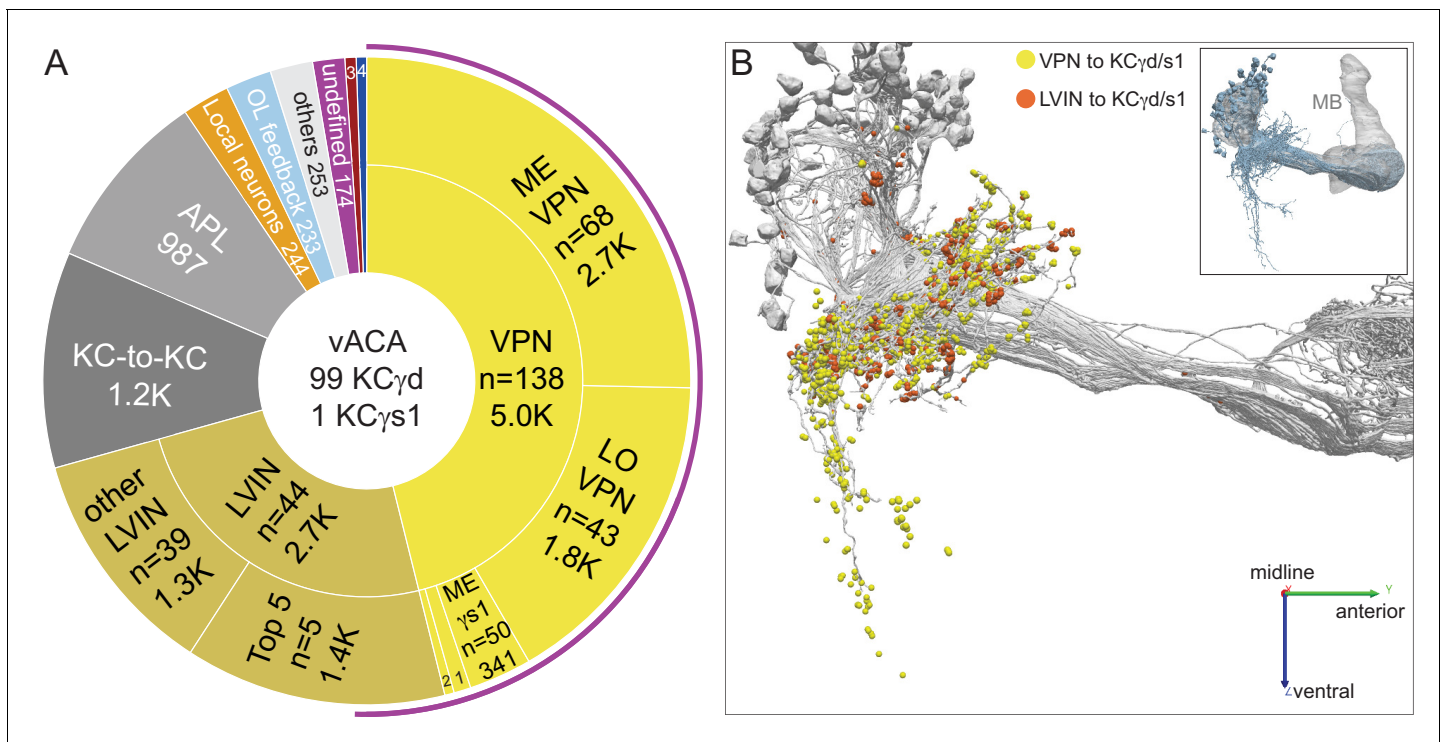 A
vACA
99 KCγd
1 KCγs1
VPN
n=138
5.0K
ME
VPN
n=68
2.7K
LO
VPN
n=43
1.8K
ME
γs1
n=50
341
1
2
LVIN
n=44
2.7K
Top 5
n=5
1.4K
other
LVIN
n=39
1.3K
KC-to-KC
1.2K
APL
987
Local neurons 244
OL feedback 233
others 253
undefined 174
3
4
B
VPN to KCγd/s1
LVIN to KCγd/s1
MB
midline
X
Y
anterior
Z
ventral